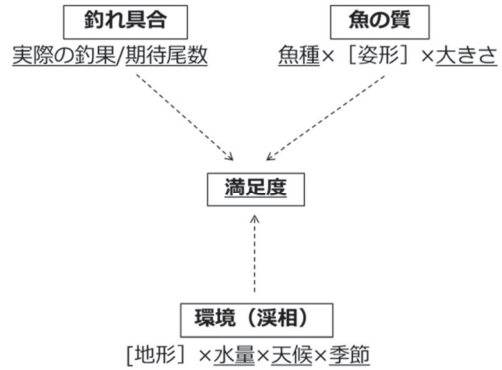 釣れ具合
実際の釣果/期待尾数
魚の質
魚種×［姿形］×大きさ
満足度
環境（渓相）
[地形］×水量×天候×季節